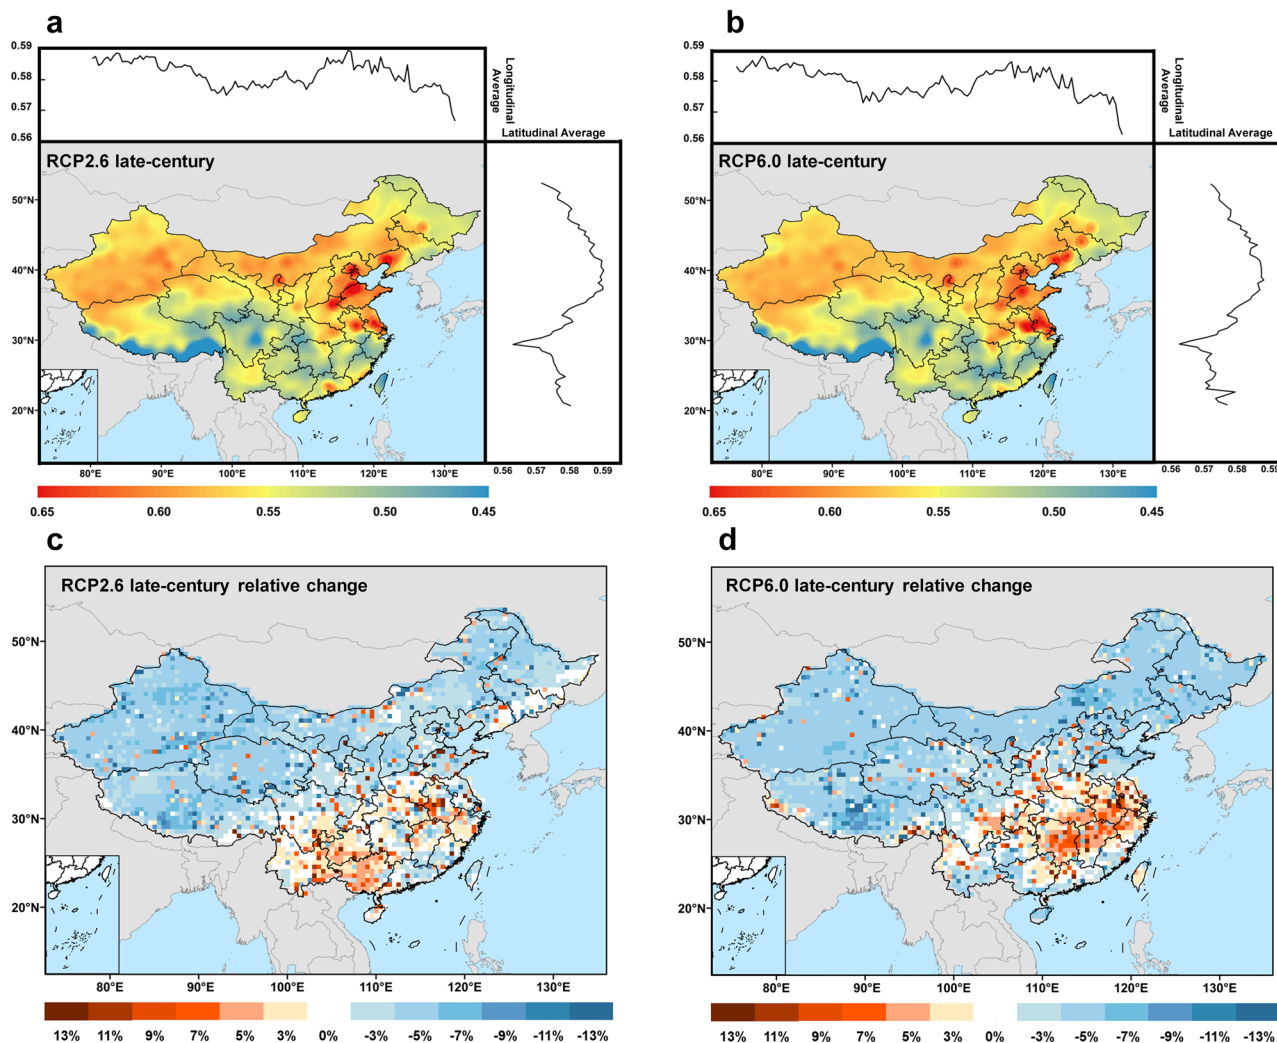 a
0.59
0.58
0.57
0.56
Longitudinal
Average
Latitudinal Average
RCP2.6 late-century
50°N
40°N
30°N
20°N
80°E
90°E
100°E
110°E
120°E
130°E
0.56
0.57
0.58
0.59
0.65
0.60
0.55
0.50
0.45
b
0.59
0.58
0.57
0.56
Longitudinal
Average
Latitudinal Average
RCP6.0 late-century
50°N
40°N
30°N
20°N
80°E
90°E
100°E
110°E
120°E
130°E
0.56
0.57
0.58
0.59
0.65
0.60
0.55
0.50
0.45
c
RCP2.6 late-century relative change
50°N
40°N
30°N
20°N
80°E
90°E
100°E
110°E
120°E
130°E
13%
11%
9%
7%
5%
3%
0%
-3%
-5%
-7%
-9%
-11%
-13%
d
RCP6.0 late-century relative change
50°N
40°N
30°N
20°N
80°E
90°E
100°E
110°E
120°E
130°E
13%
11%
9%
7%
5%
3%
0%
-3%
-5%
-7%
-9%
-11%
-13%